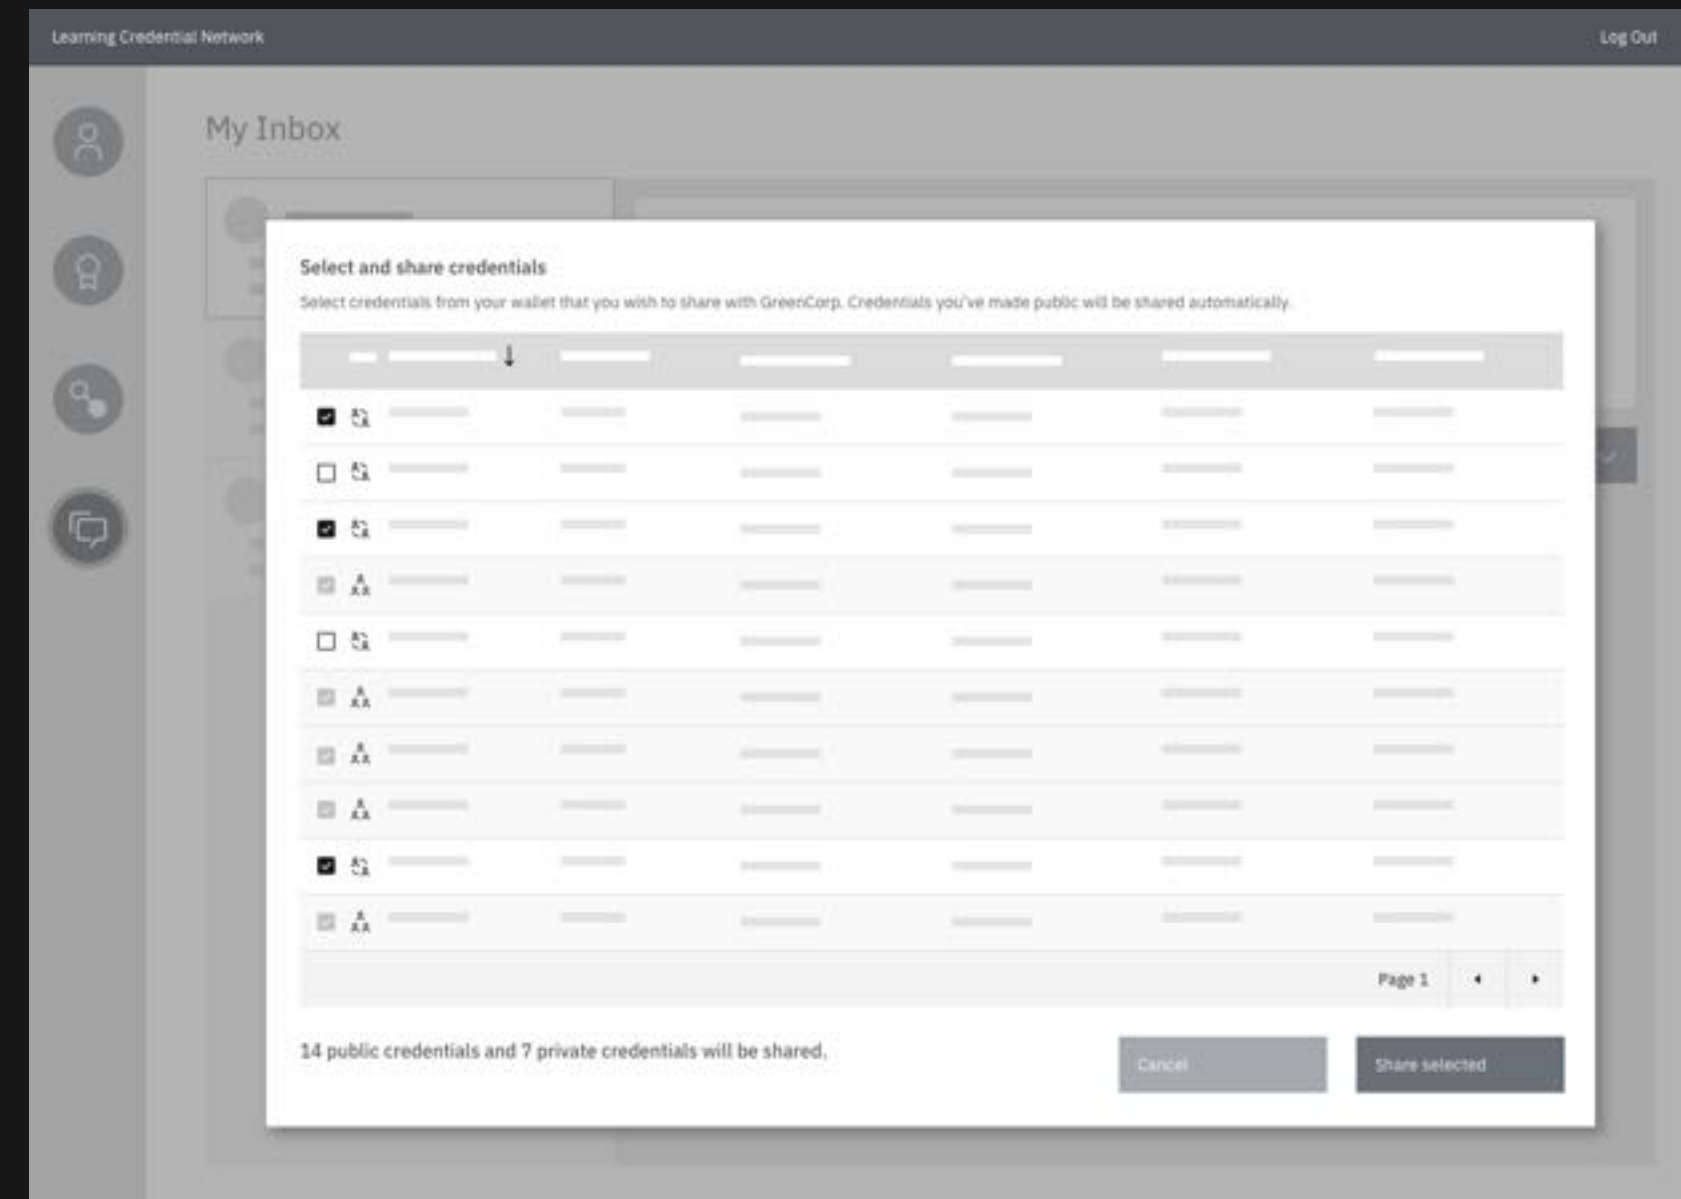 Learning Credential Network
Log Out
My Inbox
Select and share credentials
Select credentials from your wallet that you wish to share with GreenCorp. Credentials you've made public will be shared automatically.
Page 1
14 public credentials and 7 private credentials will be shared.
Cancel
Share selected